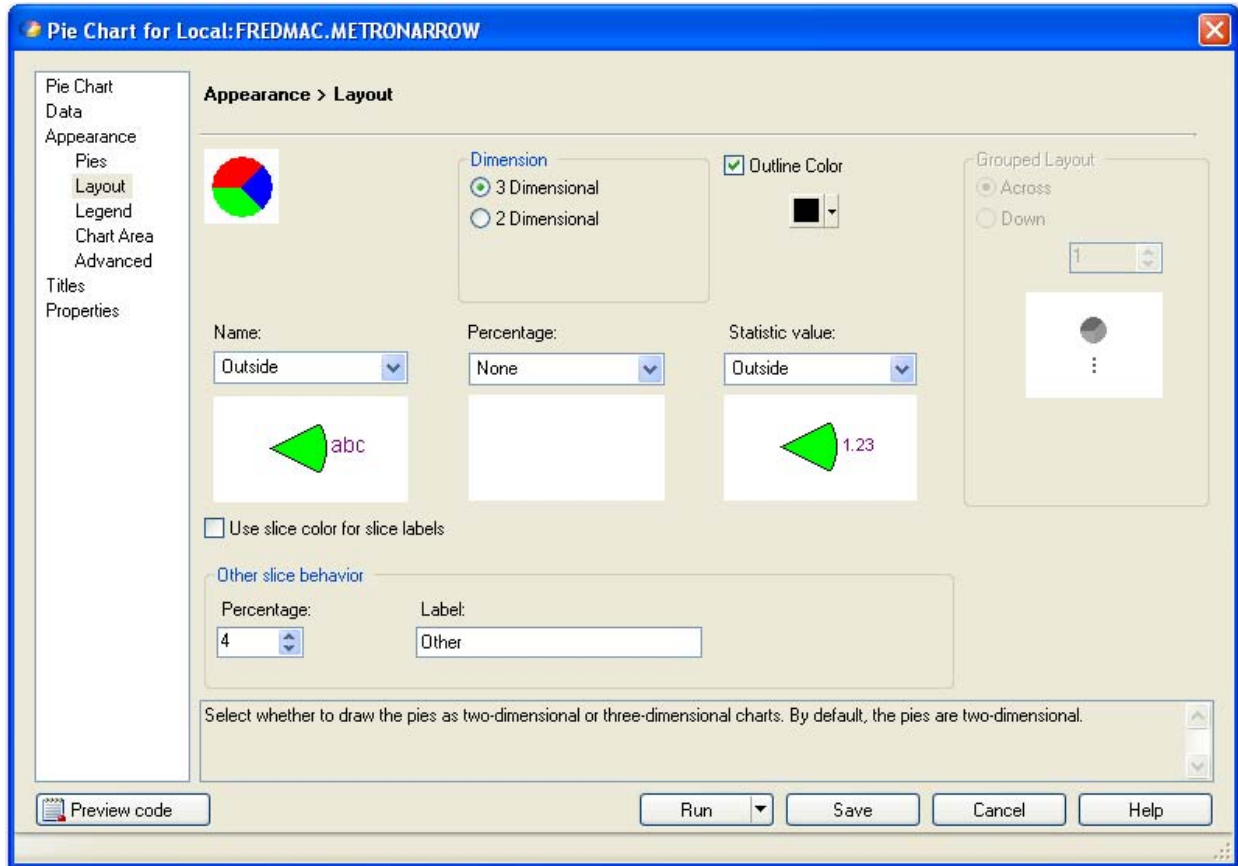 Pie Chart for Local:FREDMAC.METRONARROW
Pie Chart
Data
Appearance
Pies
Layout
Legend
Chart Area
Advanced
Titles
Properties
Appearance > Layout
Dimension
3 Dimensional
2 Dimensional
Outline Color
Grouped Layout
Across
Down
1
Name:
Outside
abc
Percentage:
None
Statistic value:
Outside
1.23
Use slice color for slice labels
Other slice behavior
Percentage:
4
Label:
Other
Select whether to draw the pies as two-dimensional or three-dimensional charts. By default, the pies are two-dimensional.
Preview code
Run
Save
Cancel
Help